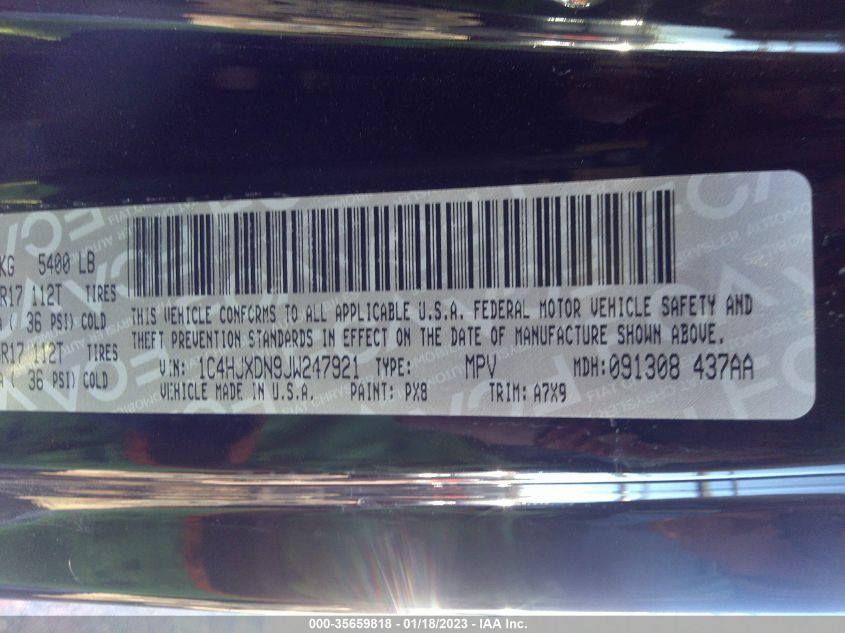 KG 5400 LB
R17 112T TIRES
A( 36 PSI) COLD
R17 112T TIRES
A( 36 PSI) COLD
THIS VEHICLE CONFORMS TO ALL APPLICABLE U.S.A. FEDERAL MOTOR VEHICLE SAFETY AND
THEFT PREVENTION STANDARDS IN EFFECT ON THE DATE OF MANUFACTURE SHOWN ABOVE.
VIN: 1C4HJXDN9JW247921 TYPE: MPV MDH: 091308 437AA
VEHICLE MADE IN U.S.A. PAINT: PX8 TRIM: A7X9
000-35659818 - 01/18/2023 - IAA Inc.